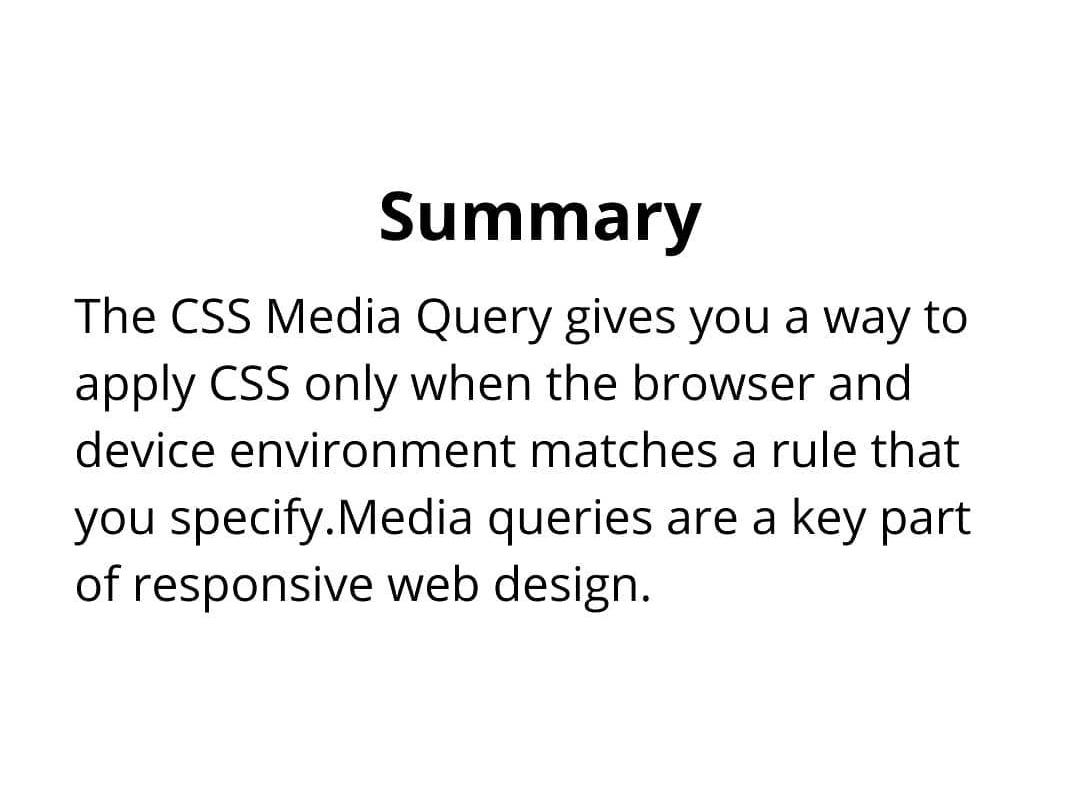 Summary
The CSS Media Query gives you a way to
apply CSS only when the browser and
device environment matches a rule that
you specify.Media queries are a key part
of responsive web design.